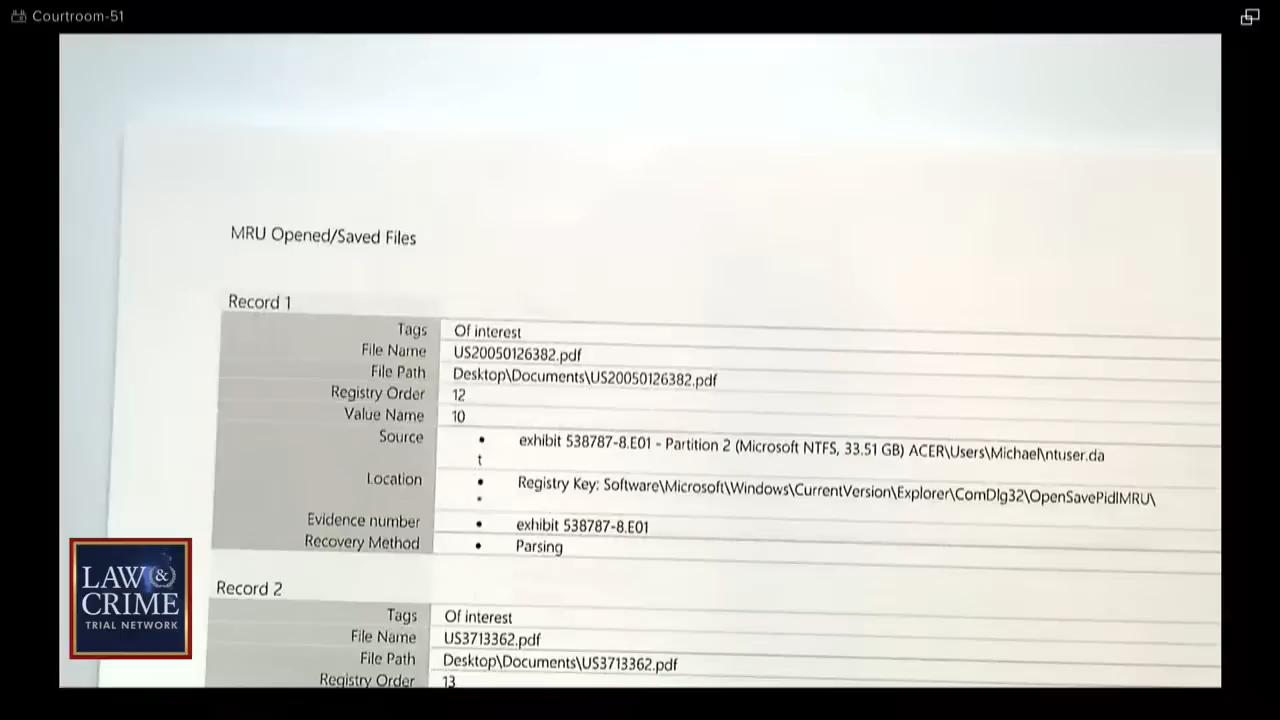 Courtroom-51
MRU Opened/Saved Files
Record 1
Tags Of interest
File Name US20050126382.pdf
File Path Desktop\Documents\US20050126382.pdf
Registry Order 12
Value Name 10
Source • exhibit 538787-8.E01 - Partition 2 (Microsoft NTFS, 33.51 GB) ACER\Users\Michael\ntuser.da
t
Location • Registry Key: Software\Microsoft\Windows\CurrentVersion\Explorer\ComDlg32\OpenSavePidlMRU\
*
Evidence number • exhibit 538787-8.E01
Recovery Method • Parsing
Record 2
Tags Of interest
File Name US3713362.pdf
File Path Desktop\Documents\US3713362.pdf
Registry Order 13
LAW &
CRIME
TRIAL NETWORK